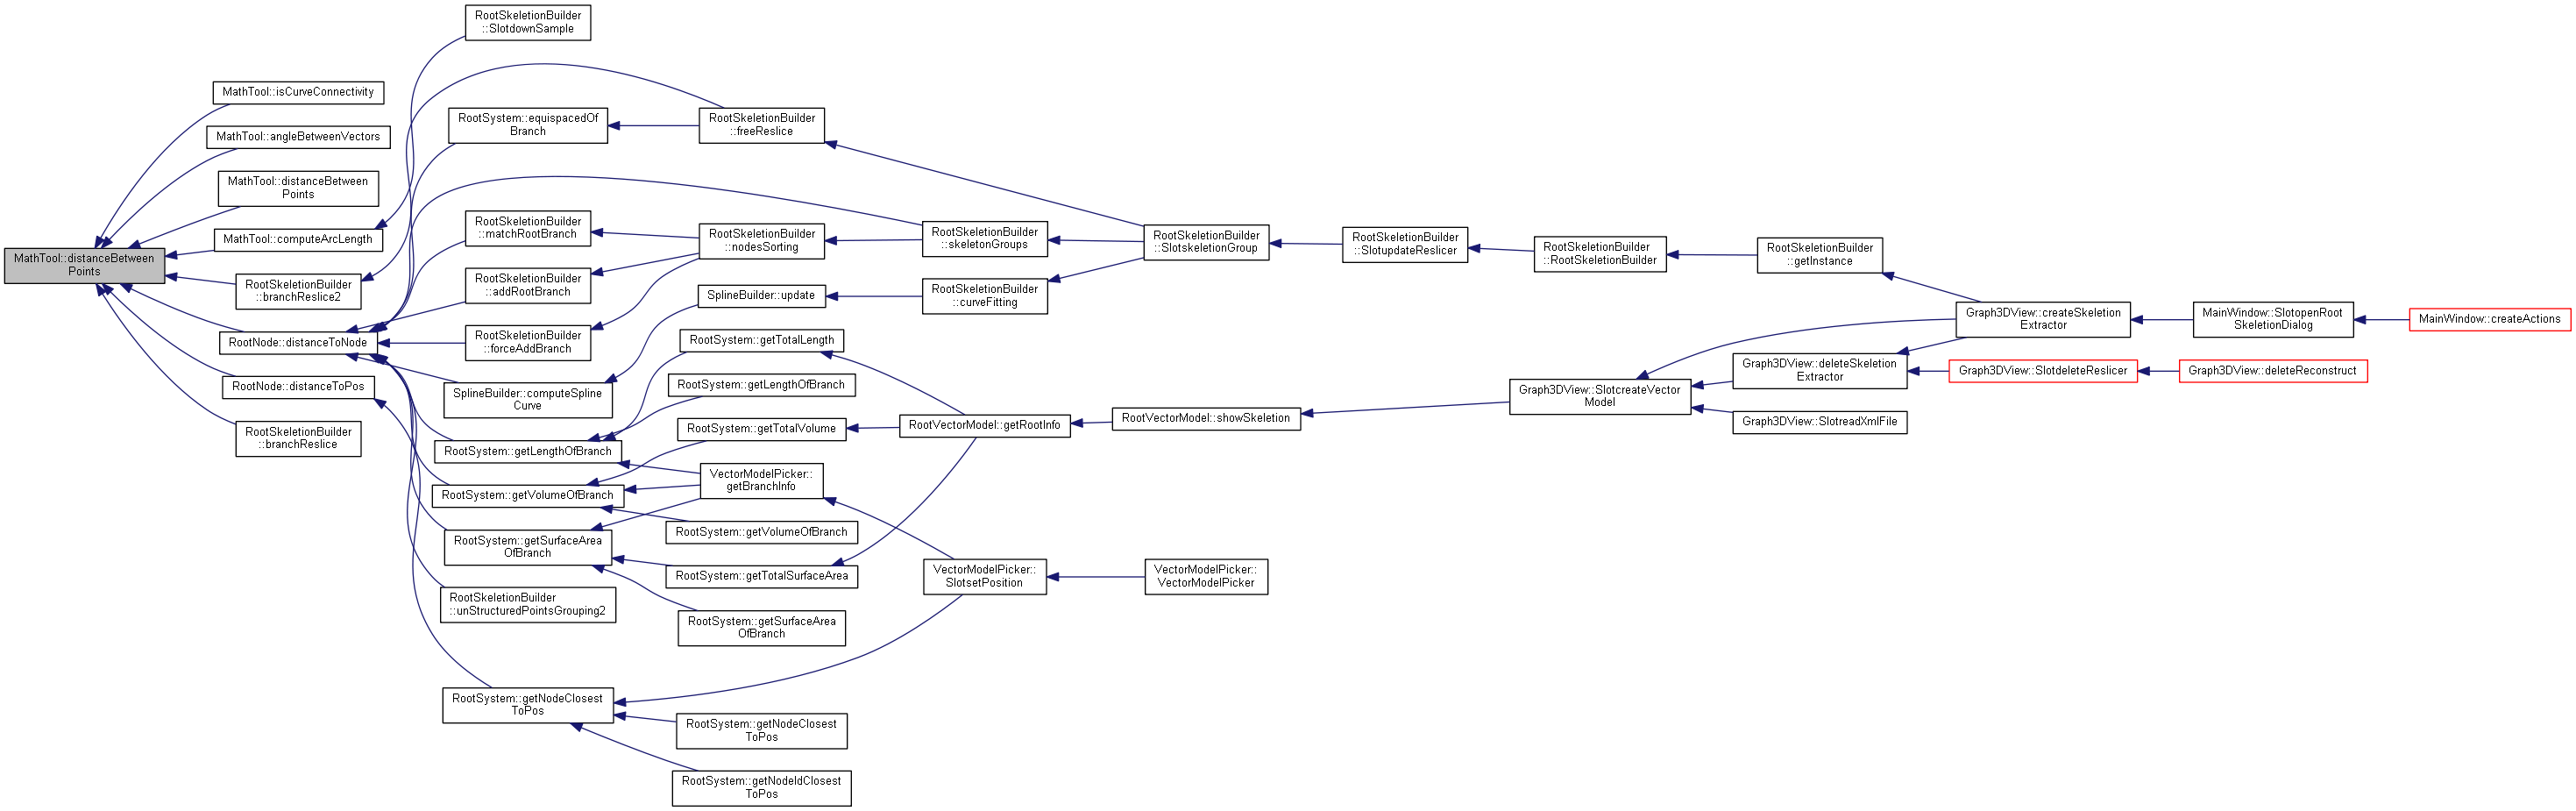 RootSkeletionBuilder
::SlotdownSample
MathTool::isCurveConnectivity
RootSystem::equispacedOf
Branch
RootSkeletionBuilder
::freeReslice
MathTool::angleBetweenVectors
MathTool::distanceBetween
Points
RootSkeletionBuilder
::matchRootBranch
MathTool::computeArcLength
RootSkeletionBuilder
::nodesSorting
RootSkeletionBuilder
::skeletonGroups
RootSkeletionBuilder
::SlotskeletionGroup
RootSkeletionBuilder
::SlotupdateReslicer
RootSkeletionBuilder
::RootSkeletionBuilder
RootSkeletionBuilder
::getInstance
MathTool::distanceBetween
Points
RootSkeletionBuilder
::branchReslice2
RootSkeletionBuilder
::addRootBranch
SplineBuilder::update
RootSkeletionBuilder
::curveFitting
Graph3DView::createSkeletion
Extractor
MainWindow::SlotopenRoot
SkeletionDialog
MainWindow::createActions
RootNode::distanceToNode
RootSkeletionBuilder
::forceAddBranch
RootSystem::getTotalLength
Graph3DView::deleteSkeletion
Extractor
Graph3DView::SlotdeleteReslicer
Graph3DView::deleteReconstruct
RootNode::distanceToPos
SplineBuilder::computeSpline
Curve
RootSystem::getLengthOfBranch
Graph3DView::SlotcreateVector
Model
RootSkeletionBuilder
::branchReslice
RootSystem::getLengthOfBranch
RootSystem::getTotalVolume
RootVectorModel::getRootInfo
RootVectorModel::showSkeletion
Graph3DView::SlotreadXmlFile
RootSystem::getVolumeOfBranch
VectorModelPicker::
getBranchInfo
RootSystem::getVolumeOfBranch
RootSystem::getSurfaceArea
OfBranch
RootSystem::getTotalSurfaceArea
VectorModelPicker::
SlotsetPosition
VectorModelPicker::
VectorModelPicker
RootSkeletionBuilder
::unStructuredPointsGrouping2
RootSystem::getSurfaceArea
OfBranch
RootSystem::getNodeClosest
ToPos
RootSystem::getNodeClosest
ToPos
RootSystem::getNodeIdClosest
ToPos